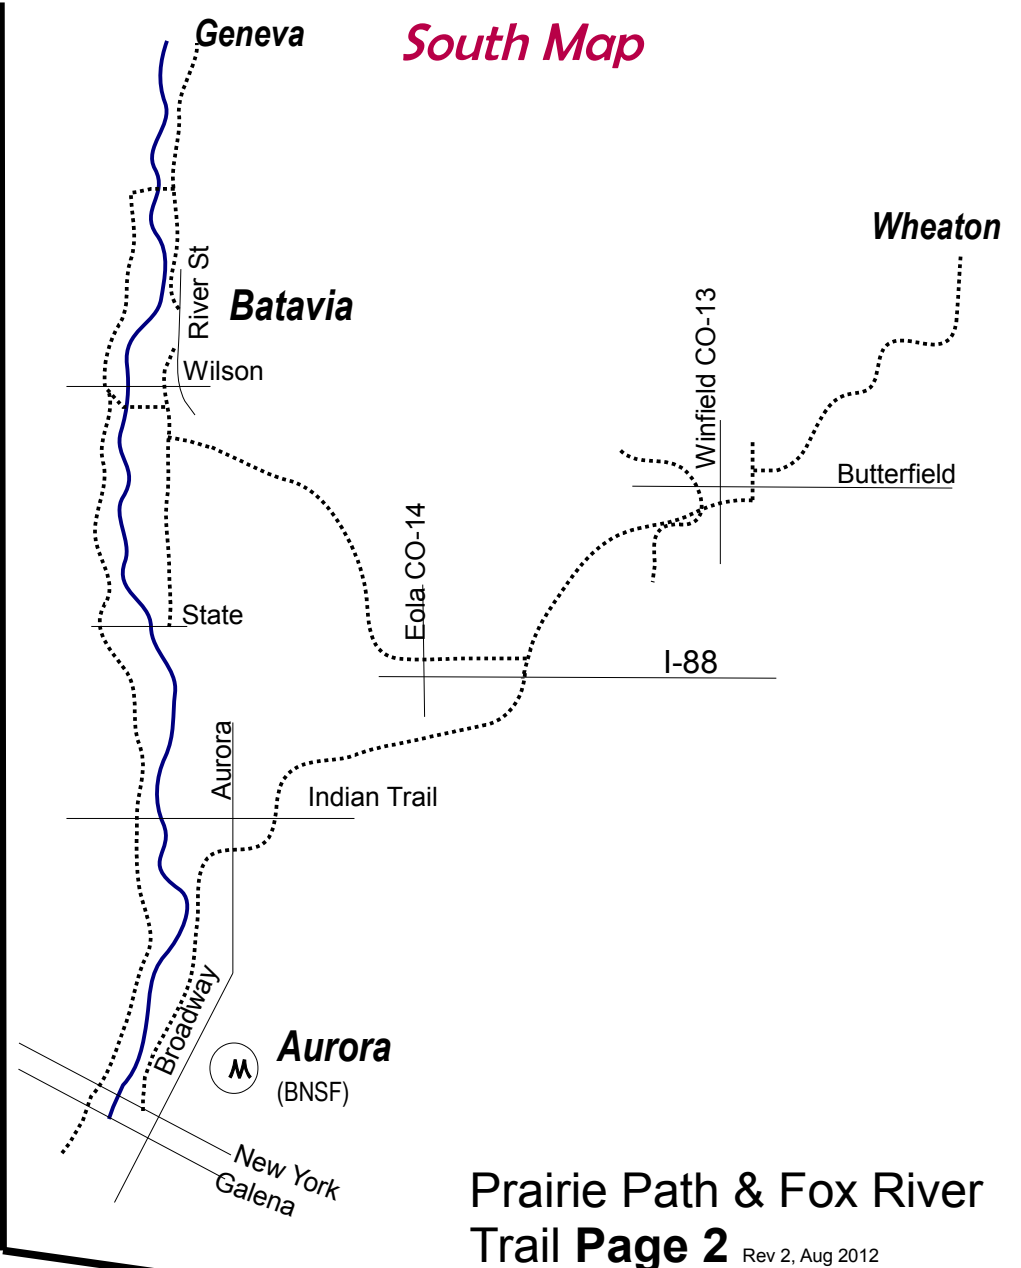 Geneva
South Map
Wheaton
River St
Batavia
Winfield CO-13
Wilson
Butterfield
Eola CO-14
State
I-88
Aurora
Indian Trail
Broadway
M
Aurora
(BNSF)
New York
Galena
Prairie Path & Fox River
Trail Page 2 Rev 2, Aug 2012